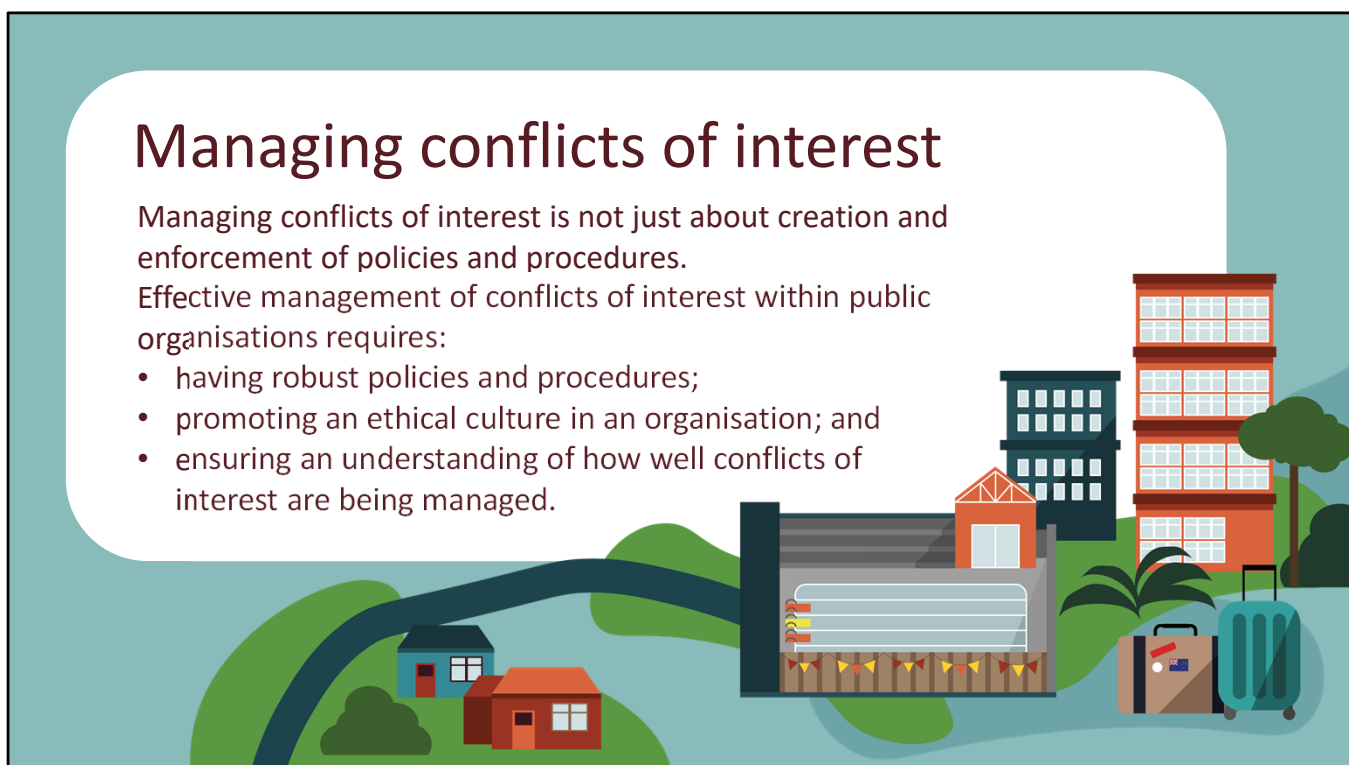 Managing conflicts of interest
Managing conflicts of interest is not just about creation and
enforcement of policies and procedures.
Effective management of conflicts of interest within public
organisations requires:
• having robust policies and procedures;
• promoting an ethical culture in an organisation; and
• ensuring an understanding of how well conflicts of
interest are being managed.